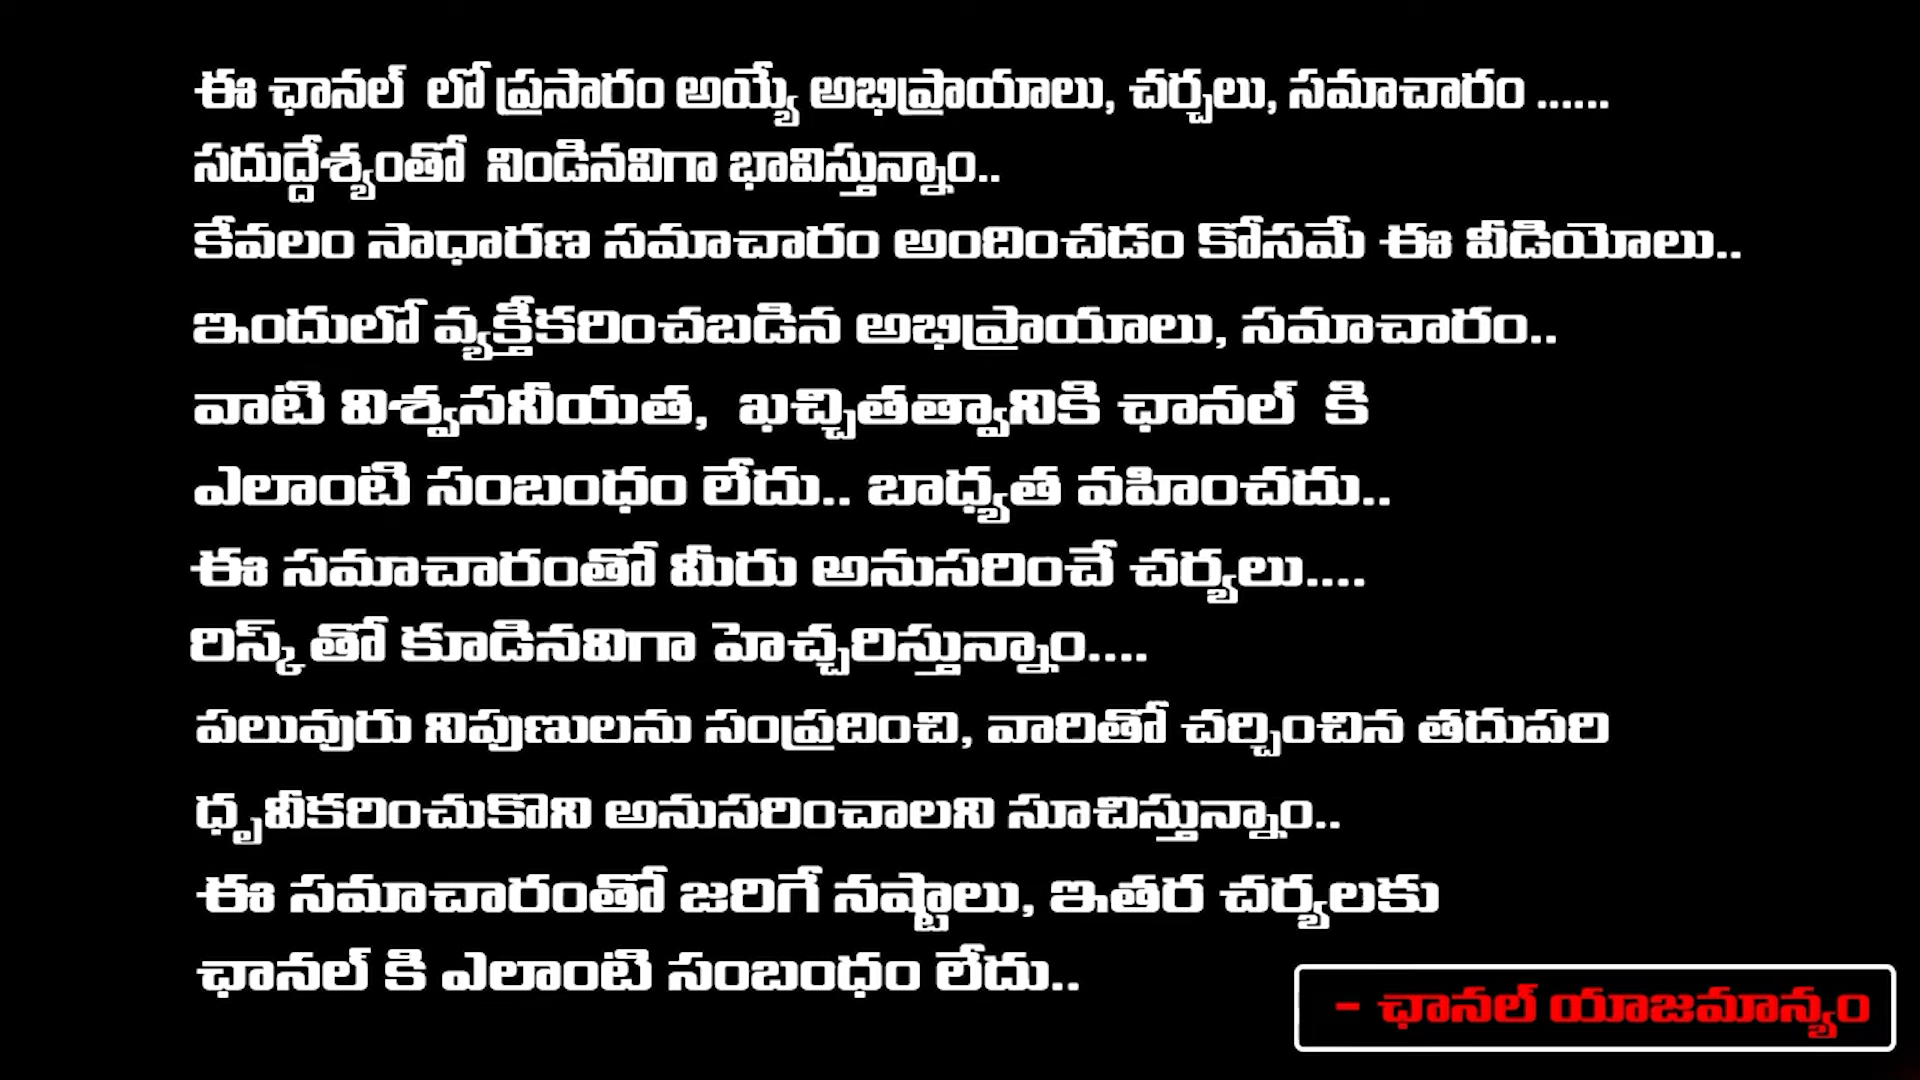 ఈ ఛానల్ లో ప్రసారం అయ్యే అభిప్రాయాలు, చర్చలు, సమాచారం ......
సదుద్దేశ్యంతో నిండినవిగా భావిస్తున్నాం..
కేవలం సాధారణ సమాచారం అందించడం కోసమే ఈ వీడియోలు..
ఇందులో వ్యక్తీకరించబడిన అభిప్రాయాలు, సమాచారం..
వాటి విశ్వసనీయత, ఖచ్చితత్వానికి ఛానల్ కి
ఎలాంటి సంబంధం లేదు.. బాధ్యత వహించదు..
ఈ సమాచారంతో మీరు అనుసరించే చర్యలు....
రిస్క్ తో కూడినవిగా హెచ్చరిస్తున్నాం....
పలువురు నిపుణులను సంప్రదించి, వారితో చర్చించిన తదుపరి
ధృవీకరించుకొని అనుసరించాలని సూచిస్తున్నాం..
ఈ సమాచారంతో జరిగే నష్టాలు, ఇతర చర్యలకు
ఛానల్ కి ఎలాంటి సంబంధం లేదు..
- ఛానల్ యాజమాన్యం